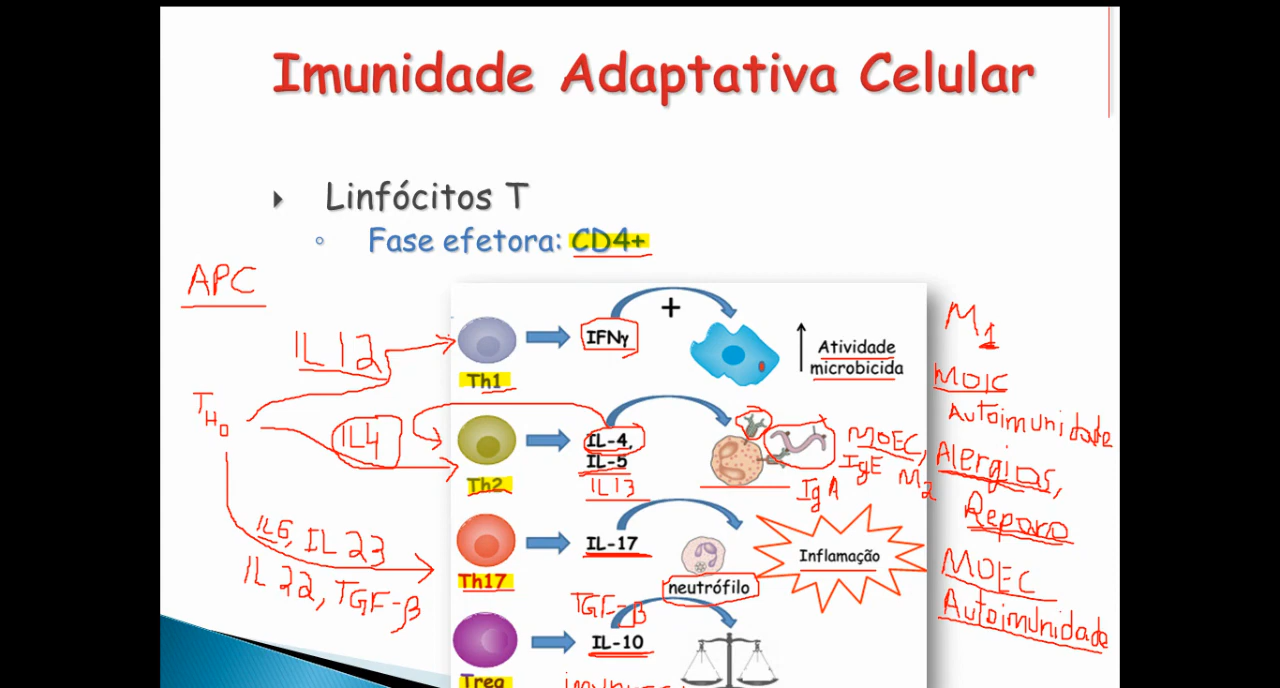 Imunidade Adaptativa Celular
Linfócitos T
Fase efetora: CD4+
APC
IL12
TH0
IL4
IL6, IL23
IL22, TGF-β
Th1
IFNγ
+
Atividade
microbicida
M1
MOIC
Autoimunidade
Th2
IL-4,
IL-5
IL13
IgA
MOEC,
IgE
M2
Alergias,
Reparo
Th17
IL-17
neutrófilo
Inflamação
MOEC
Autoimunidade
Treg
TGF-β
IL-10